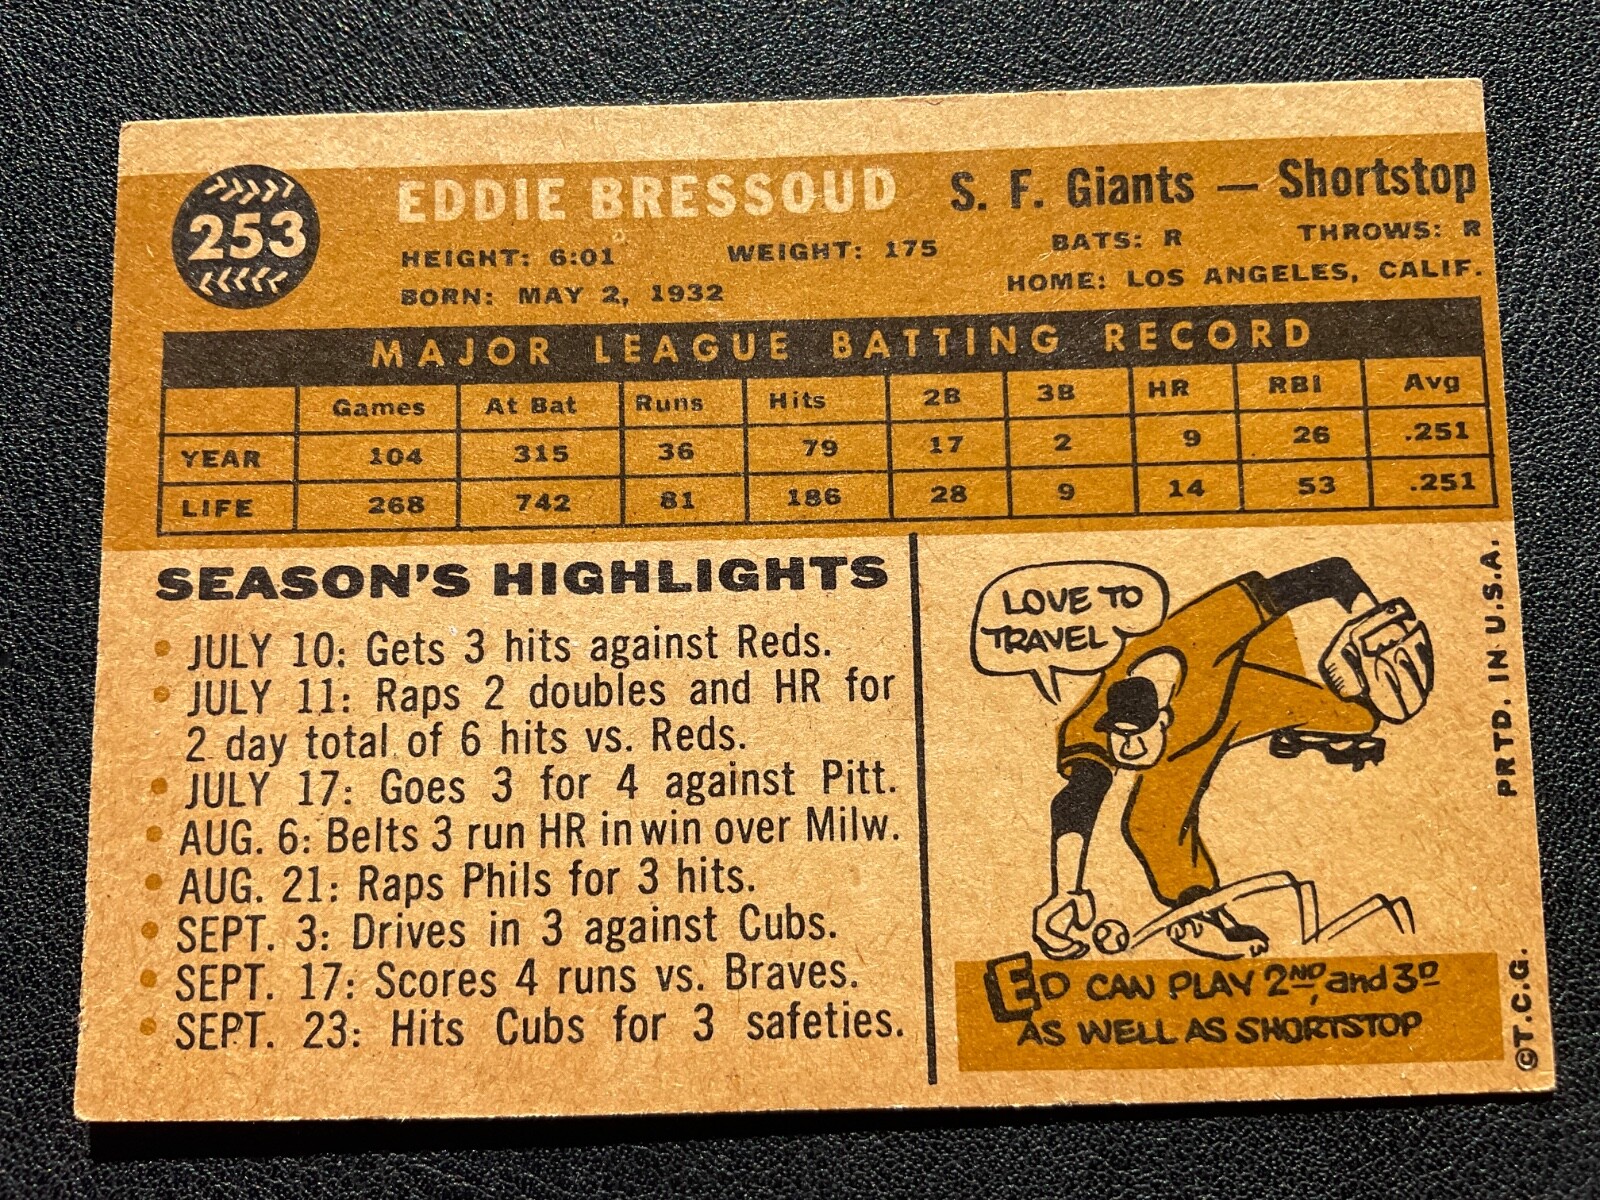 253
EDDIE BRESSOUD S. F. Giants — Shortstop
HEIGHT: 6:01 WEIGHT: 175 BATS: R THROWS: R
BORN: MAY 2, 1932 HOME: LOS ANGELES, CALIF.
MAJOR LEAGUE BATTING RECORD
Games At Bat Runs Hits 2B 3B HR RBI Avg
YEAR 104 315 36 79 17 2 9 26 .251
LIFE 268 742 81 186 28 9 14 53 .251
SEASON'S HIGHLIGHTS
• JULY 10: Gets 3 hits against Reds.
• JULY 11: Raps 2 doubles and HR for
2 day total of 6 hits vs. Reds.
• JULY 17: Goes 3 for 4 against Pitt.
• AUG. 6: Belts 3 run HR in win over Milw.
• AUG. 21: Raps Phils for 3 hits.
• SEPT. 3: Drives in 3 against Cubs.
• SEPT. 17: Scores 4 runs vs. Braves.
• SEPT. 23: Hits Cubs for 3 safeties.
LOVE TO
TRAVEL
ED CAN PLAY 2ND, and 3D
AS WELL AS SHORTSTOP
©T.C.G. PRTD. IN U.S.A.